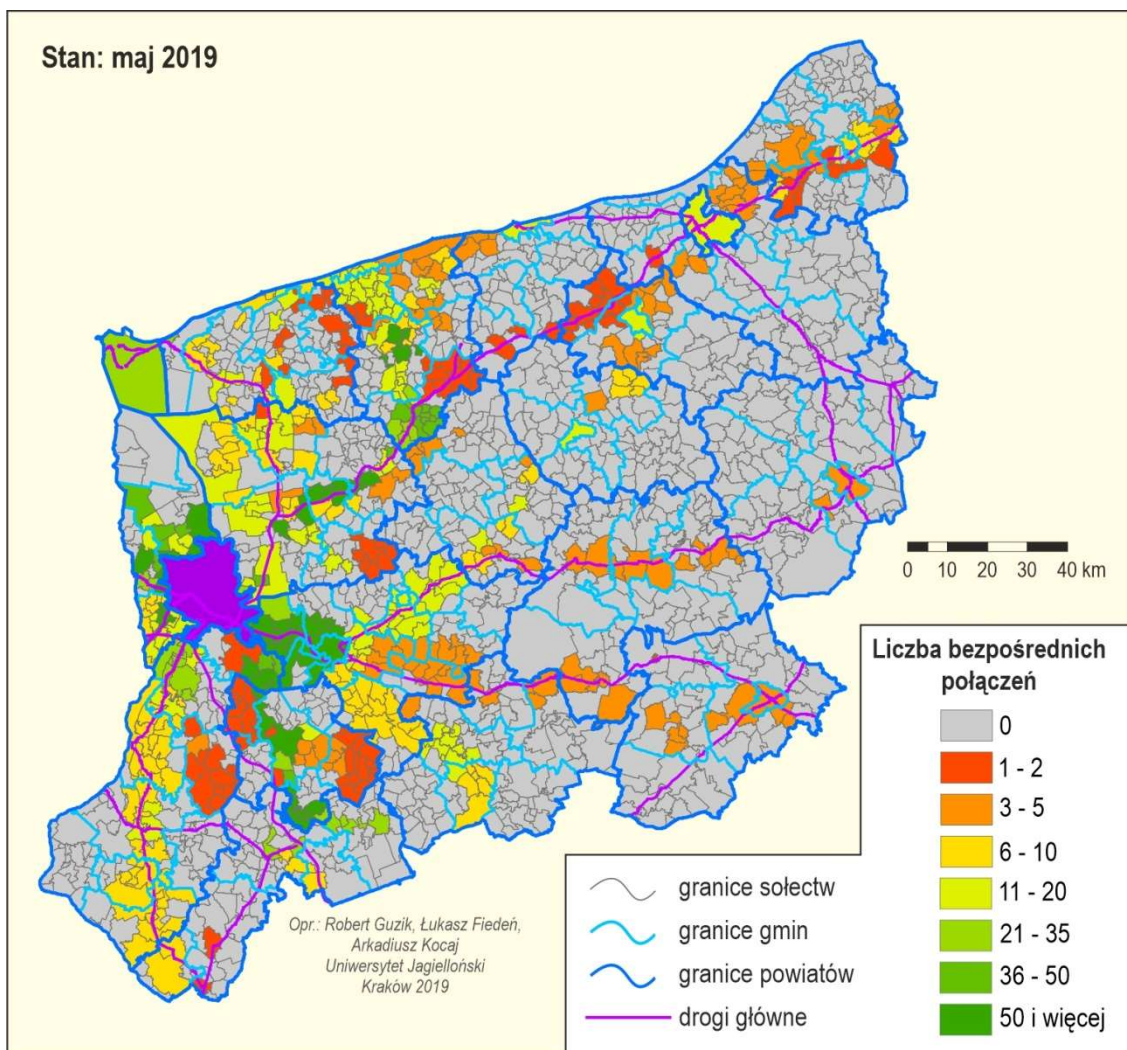 Stan: maj 2019
0 10 20 30 40 km
Liczba bezpośrednich
połączeń
0
1 - 2
3 - 5
6 - 10
11 - 20
21 - 35
36 - 50
50 i więcej
granice sołectw
granice gmin
granice powiatów
drogi główne
Opr.: Robert Guzik, Łukasz Fiedeń,
Arkadiusz Kocaj
Uniwersytet Jagielloński
Kraków 2019